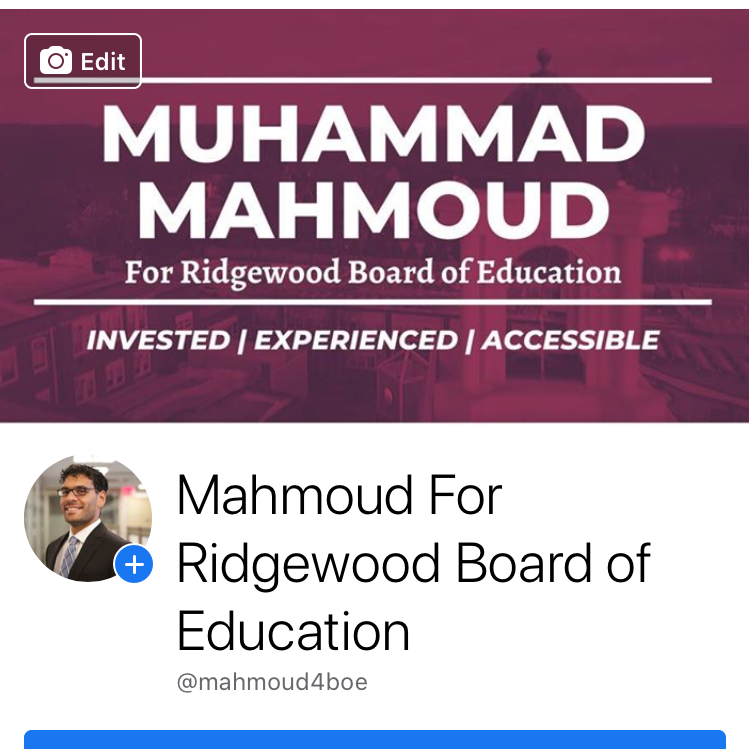 Edit
MUHAMMAD
MAHMOUD
For Ridgewood Board of Education
INVESTED | EXPERIENCED | ACCESSIBLE
Mahmoud For
Ridgewood Board of
Education
@mahmoud4boe